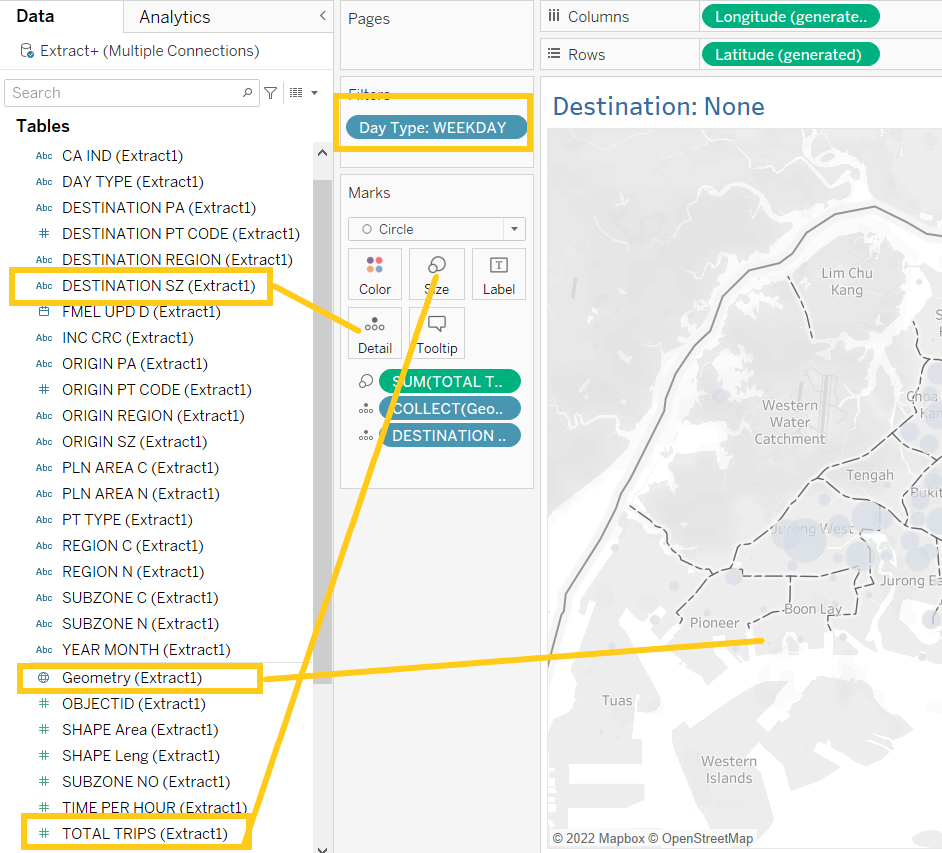 Data
Analytics
Extract+ (Multiple Connections)
Search
Tables
Abc CA IND (Extract1)
Abc DAY TYPE (Extract1)
Abc DESTINATION PA (Extract1)
# DESTINATION PT CODE (Extract1)
Abc DESTINATION REGION (Extract1)
Abc DESTINATION SZ (Extract1)
FMEL UPD D (Extract1)
Abc INC CRC (Extract1)
Abc ORIGIN PA (Extract1)
# ORIGIN PT CODE (Extract1)
Abc ORIGIN REGION (Extract1)
Abc ORIGIN SZ (Extract1)
Abc PLN AREA C (Extract1)
Abc PLN AREA N (Extract1)
Abc PT TYPE (Extract1)
Abc REGION C (Extract1)
Abc REGION N (Extract1)
Abc SUBZONE C (Extract1)
Abc SUBZONE N (Extract1)
Abc YEAR MONTH (Extract1)
Geometry (Extract1)
# OBJECTID (Extract1)
# SHAPE Area (Extract1)
# SHAPE Leng (Extract1)
# SUBZONE NO (Extract1)
# TIME PER HOUR (Extract1)
# TOTAL TRIPS (Extract1)
Pages
Filters
Day Type: WEEKDAY
Marks
Circle
Color
Size
Label
Detail
Tooltip
SUM(TOTAL T..
COLLECT(Geo..
DESTINATION ..
Columns
Longitude (generate..
Rows
Latitude (generated)
Destination: None
Lim Chu
Kang
Choa
Western
Water
Catchment
Tengah
Jurong West
Jurong Ea
Boon Lay
Pioneer
Tuas
Western
Islands
© 2022 Mapbox © OpenStreetMap